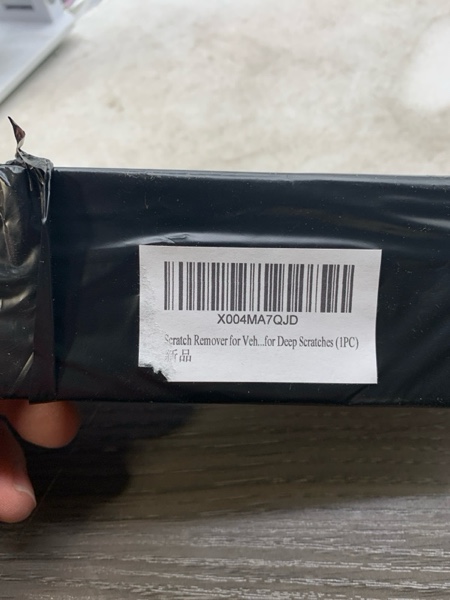 X004MA7QJD
Scratch Remover for Veh...for Deep Scratches (1PC)
新品